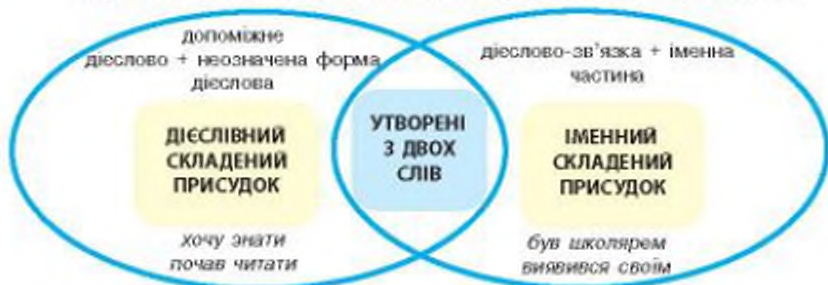 допоміжне
дієслово + неозначена форма
дієслова
ДІЄСЛІВНИЙ
СКЛАДЕНИЙ
ПРИСУДОК
хочу знати
почав читати
УТВОРЕНІ
З ДВОХ
СЛІВ
дієслово-зв'язка + іменна
частина
ІМЕННИЙ
СКЛАДЕНИЙ
ПРИСУДОК
був школярем
виявився своїм